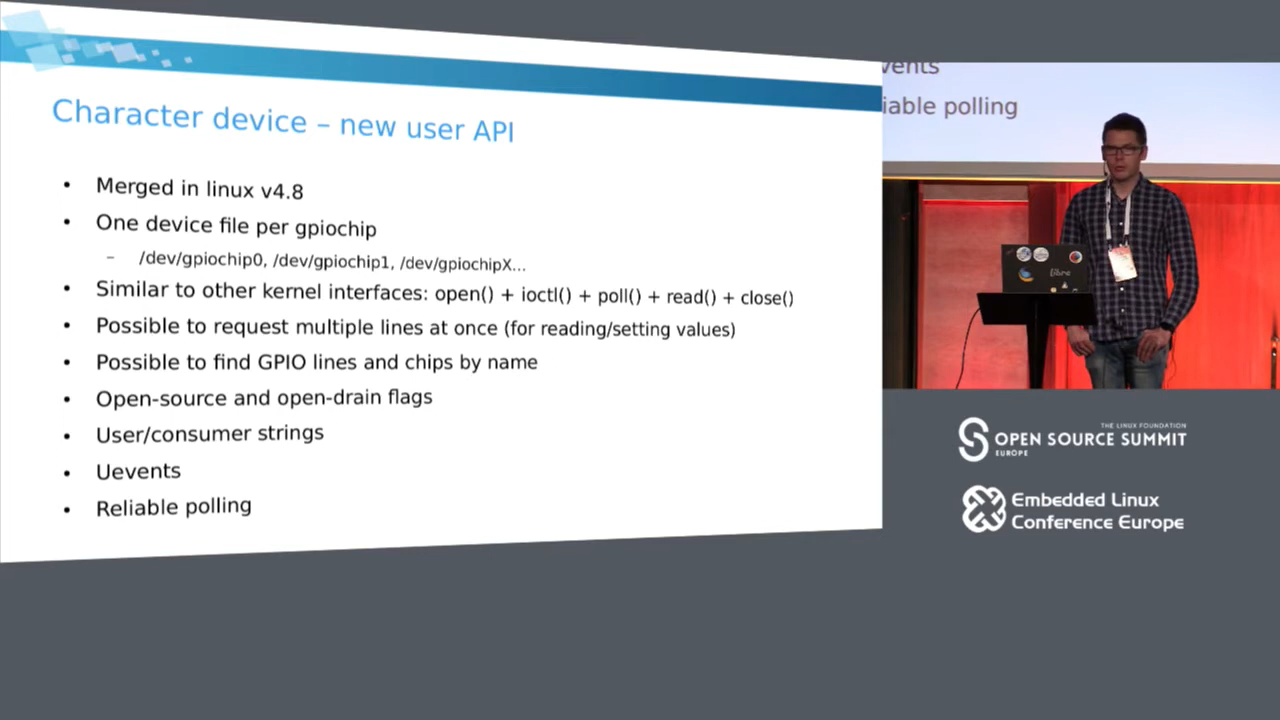 Character device – new user API
• Merged in linux v4.8
• One device file per gpiochip
– /dev/gpiochip0, /dev/gpiochip1, /dev/gpiochipX...
• Similar to other kernel interfaces: open() + ioctl() + poll() + read() + close()
• Possible to request multiple lines at once (for reading/setting values)
• Possible to find GPIO lines and chips by name
• Open-source and open-drain flags
• User/consumer strings
• Uevents
• Reliable polling
vents
iable polling
THE LINUX FOUNDATION
OPEN SOURCE SUMMIT
EUROPE
Embedded Linux
Conference Europe